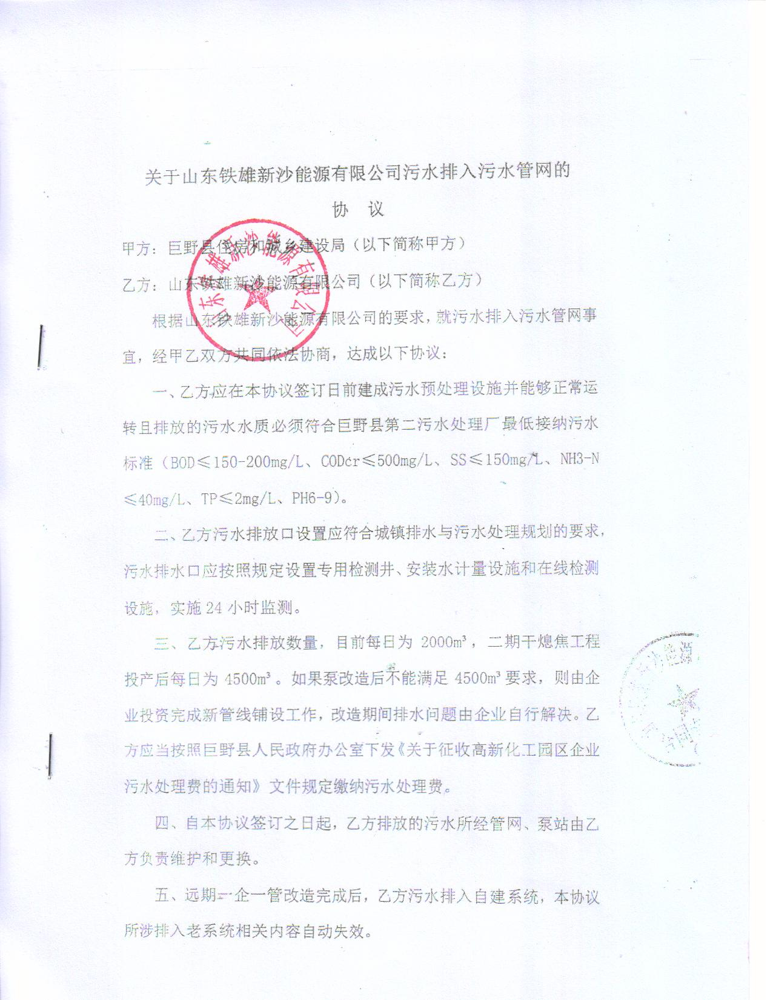 关于山东铁雄新沙能源有限公司污水排入污水管网的
协 议
甲方：巨野县住房和城乡建设局（以下简称甲方）
乙方：山东铁雄新沙能源有限公司（以下简称乙方）
根据山东铁雄新沙能源有限公司的要求，就污水排入污水管网事
宜，经甲乙双方共同依法协商，达成以下协议：
一、乙方应在本协议签订日前建成污水预处理设施并能够正常运
转且排放的污水水质必须符合巨野县第二污水处理厂最低接纳污水
标准（BOD≤150-200mg/L、CODcr≤500mg/L、SS≤150mg/L、NH3-N
≤40mg/L、TP≤2mg/L、PH6-9）。
二、乙方污水排放口设置应符合城镇排水与污水处理规划的要求，
污水排水口应按照规定设置专用检测井、安装水计量设施和在线检测
设施，实施24小时监测。
三、乙方污水排放数量，目前每日为 2000m³，二期干熄焦工程
投产后每日为 4500m³。如果泵改造后不能满足 4500m³要求，则由企
业投资完成新管线铺设工作，改造期间排水问题由企业自行解决。乙
方应当按照巨野县人民政府办公室下发《关于征收高新化工园区企业
污水处理费的通知》文件规定缴纳污水处理费。
四、自本协议签订之日起，乙方排放的污水所经管网、泵站由乙
方负责维护和更换。
五、远期一企一管改造完成后，乙方污水排入自建系统，本协议
所涉排入老系统相关内容自动失效。
山东铁雄新沙能源有限公司
沙能源